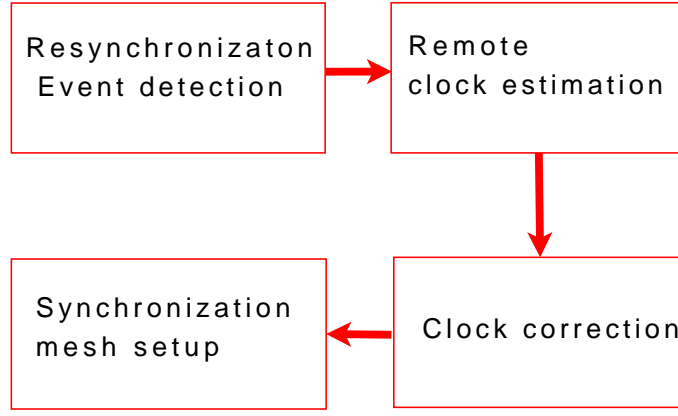 Resynchronizaton
Event detection
Remote
clock estimation
Clock correction
Synchronization
mesh setup